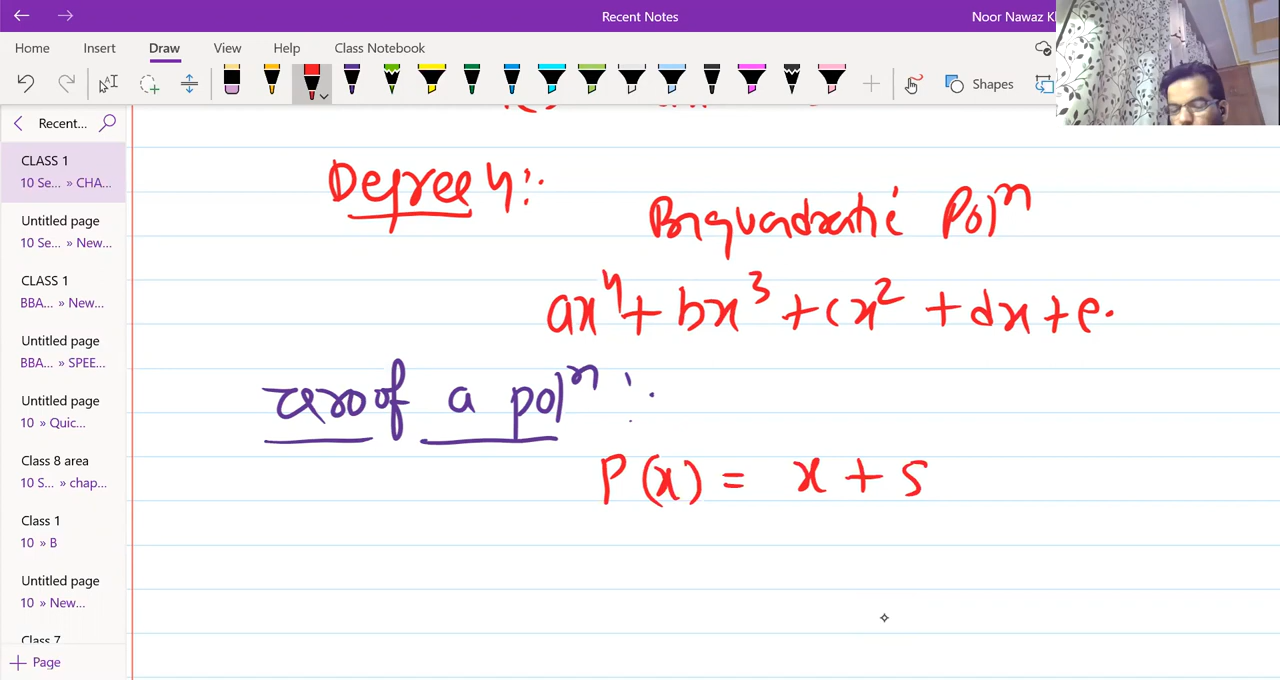 Recent Notes
Noor Nawaz Kh
Home Insert Draw View Help Class Notebook
Shapes
Recent...
CLASS 1
10 Se... » CHA...
Untitled page
10 Se... » New...
CLASS 1
BBA... » New...
Untitled page
BBA... » SPEE...
Untitled page
10 » Quic...
Class 8 area
10 S... » chap...
Class 1
10 » B
Untitled page
10 » New...
Class 7
+ Page
Degree 4:.
Biquadratic Polⁿ
ax⁴ + bx³ + cx² + dx + e.
zero of a polⁿ :.
P(x) = x + 5